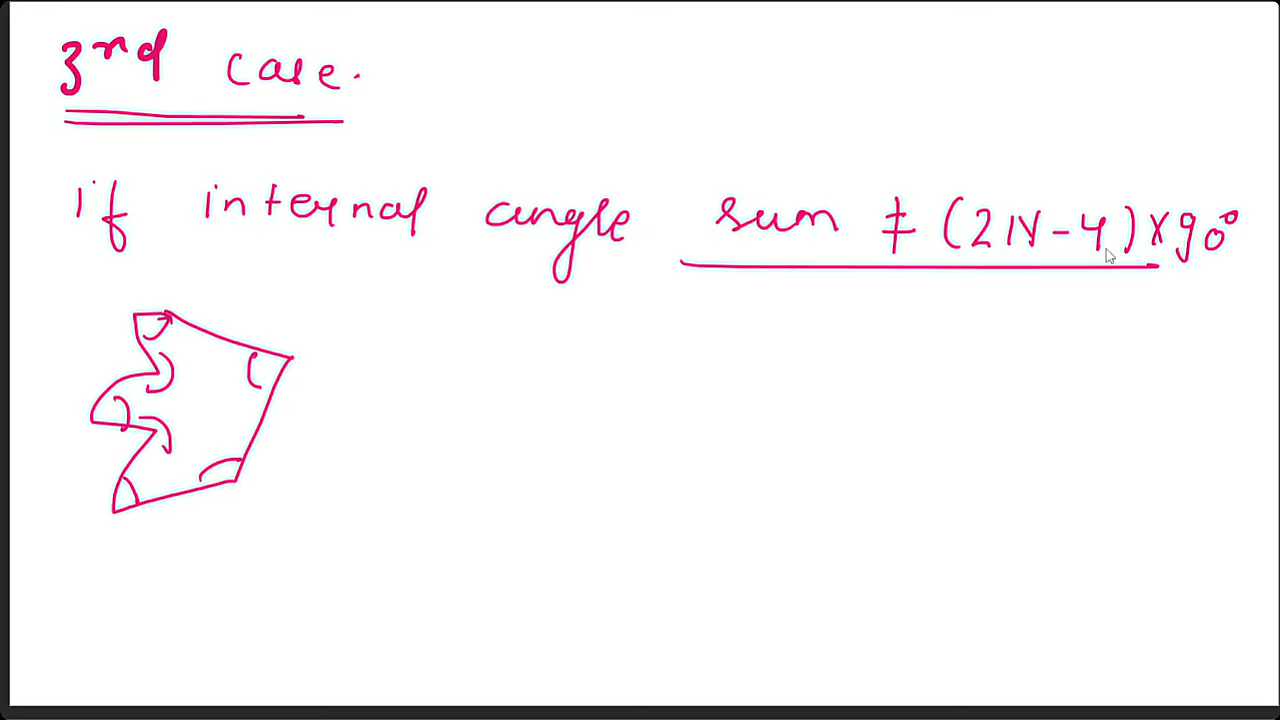 3rd case.
if internal angle sum ≠ (2N-4)x90°